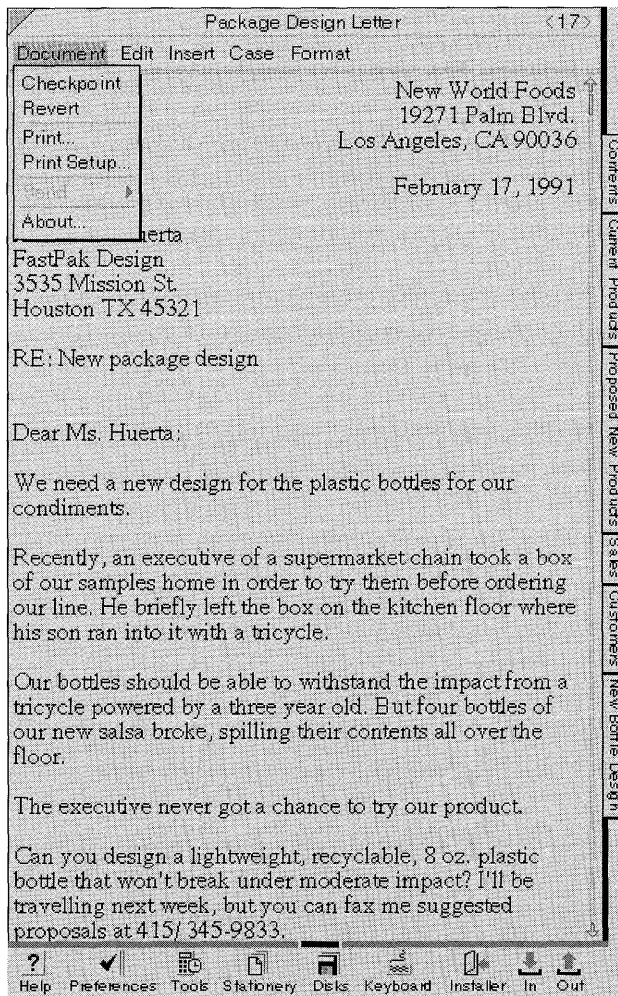 Package Design Letter <17>
Document Edit Insert Case Format
Checkpoint
Revert
Print...
Print Setup...
Send
About...
New World Foods
19271 Palm Blvd.
Los Angeles, CA 90036
February 17, 1991
Huerta
FastPak Design
3535 Mission St.
Houston TX 45321
RE: New package design
Dear Ms. Huerta:
We need a new design for the plastic bottles for our
condiments.
Recently, an executive of a supermarket chain took a box
of our samples home in order to try them before ordering
our line. He briefly left the box on the kitchen floor where
his son ran into it with a tricycle.
Our bottles should be able to withstand the impact from a
tricycle powered by a three year old. But four bottles of
our new salsa broke, spilling their contents all over the
floor.
The executive never got a chance to try our product.
Can you design a lightweight, recyclable, 8 oz. plastic
bottle that won't break under moderate impact? I'll be
travelling next week, but you can fax me suggested
proposals at 415/ 345-9833.
Contents
Current Products
Proposed New Products
Sales
Customers
New Bottle Design
? Help Preferences Tools Stationery Disks Keyboard Installer In Out